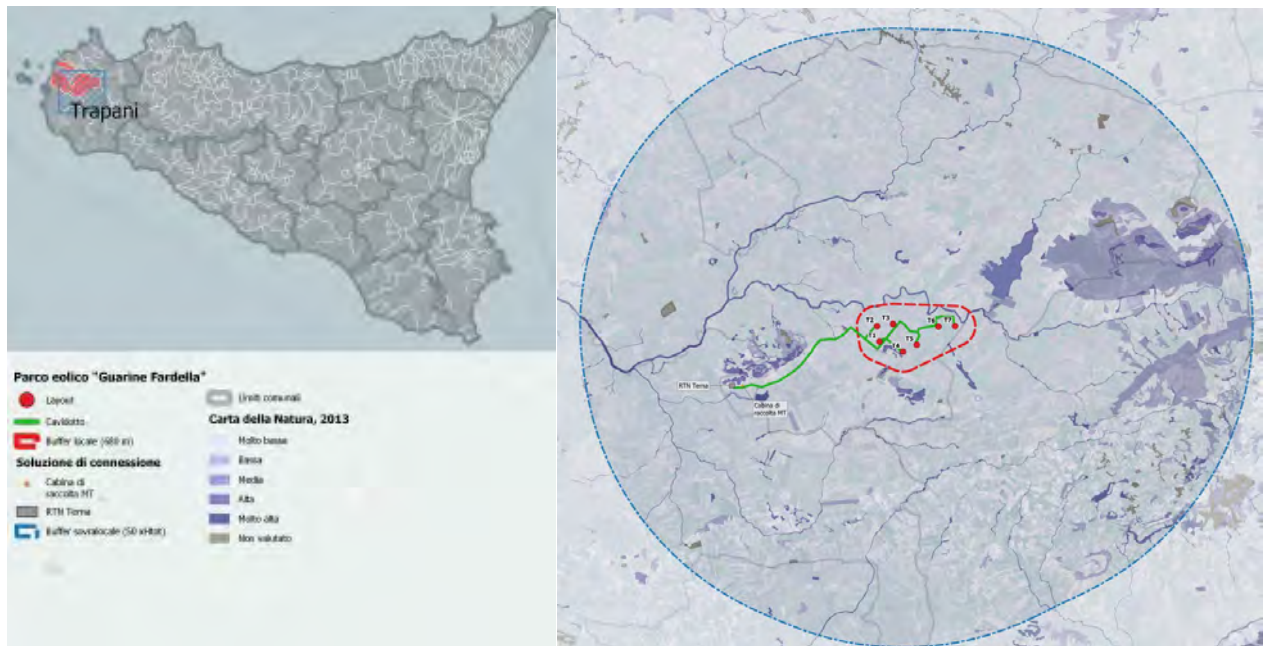 Trapani
Parco eolico "Guarine Fardella"
Layout
Cavidotto
Buffer locale (680 m)
Soluzione di connessione
Cabina di
raccolta MT
RTN Terna
Buffer sovralocale (50 xHtot)
Limiti comunali
Carta della Natura, 2013
Molto bassa
Bassa
Media
Alta
Molto alta
Non valutato
T2
T3
T1
T4
T5
T6
T7
RTN Terna
Cabina di
raccolta MT